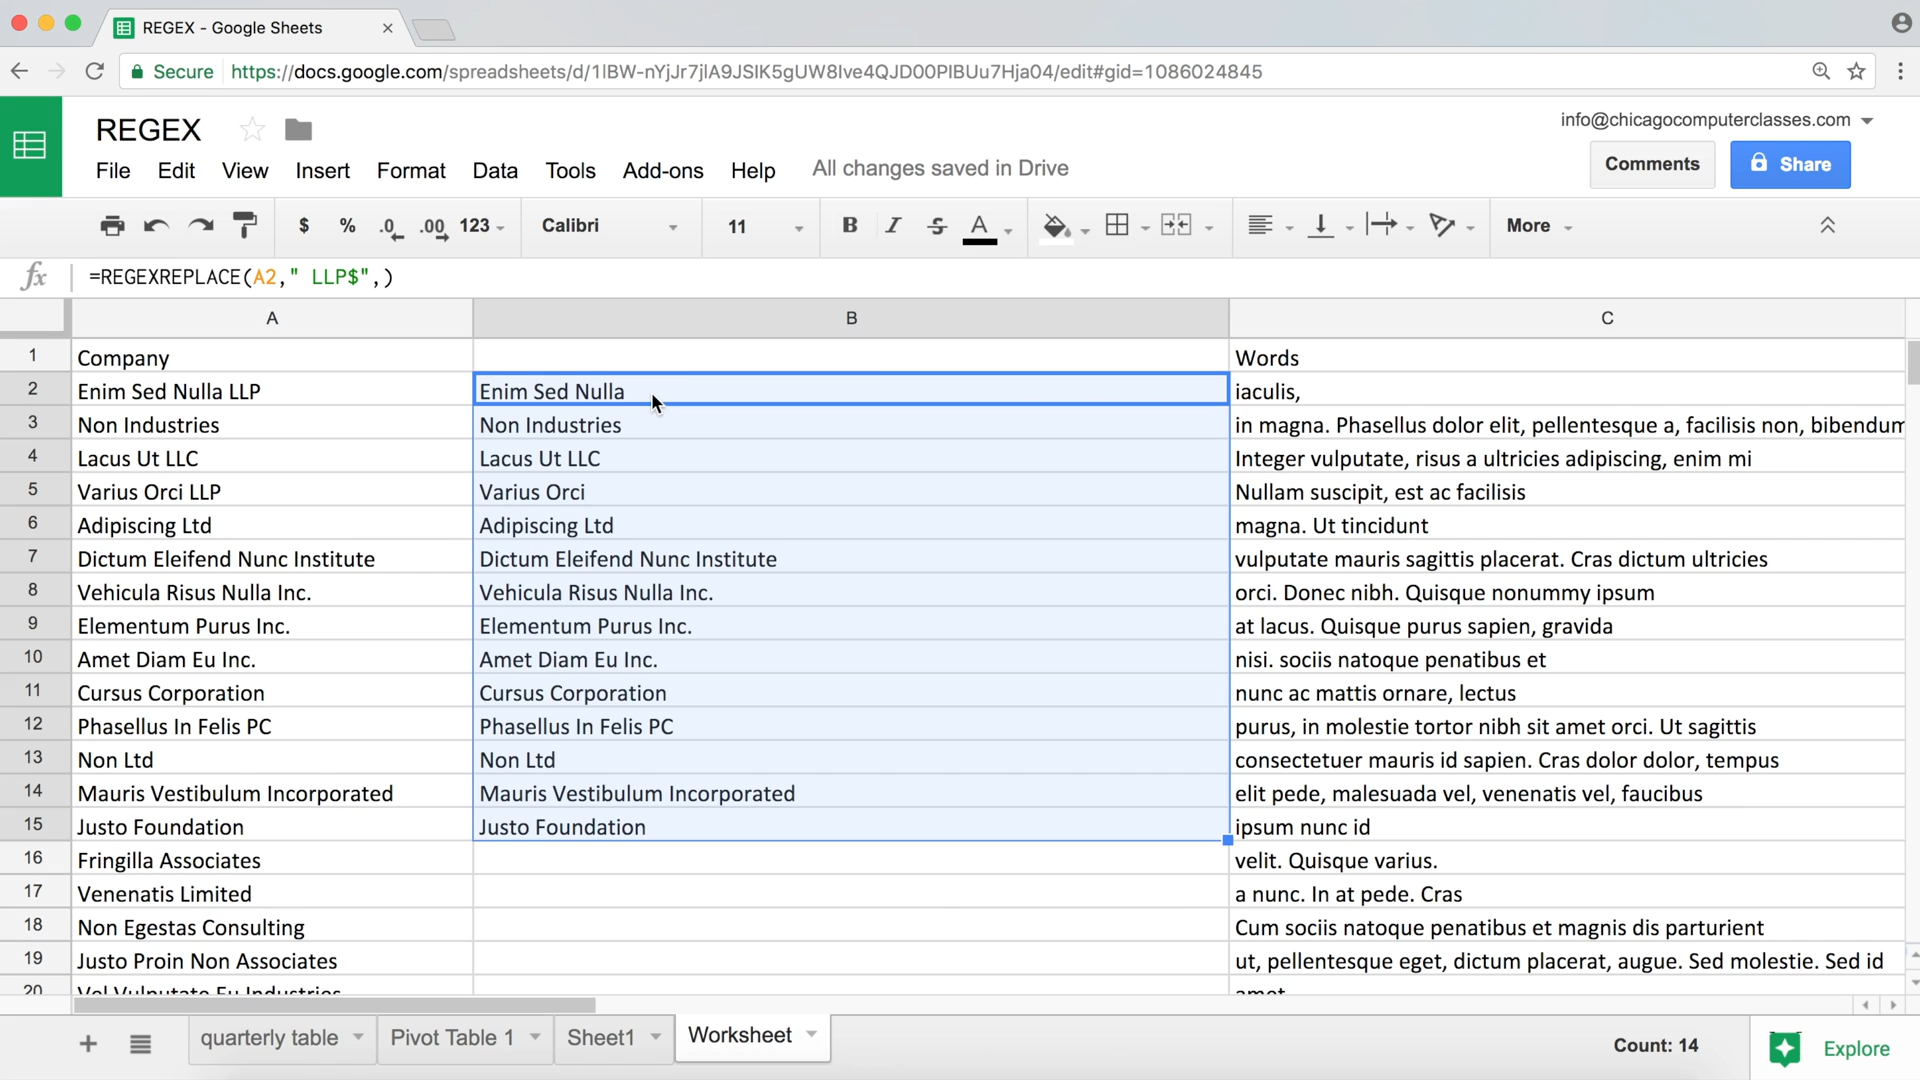 REGEX - Google Sheets
Secure https://docs.google.com/spreadsheets/d/1IBW-nYjJr7jlA9JSIK5gUW8Ive4QJD00PIBUu7Hja04/edit#gid=1086024845
REGEX
info@chicagocomputerclasses.com
File Edit View Insert Format Data Tools Add-ons Help All changes saved in Drive
Comments Share
$ % .0 .00 123 Calibri 11 B I S A More
fx =REGEXREPLACE(A2," LLP$",)
A B C
1 Company Words
2 Enim Sed Nulla LLP Enim Sed Nulla iaculis,
3 Non Industries Non Industries in magna. Phasellus dolor elit, pellentesque a, facilisis non, bibendum
4 Lacus Ut LLC Lacus Ut LLC Integer vulputate, risus a ultricies adipiscing, enim mi
5 Varius Orci LLP Varius Orci Nullam suscipit, est ac facilisis
6 Adipiscing Ltd Adipiscing Ltd magna. Ut tincidunt
7 Dictum Eleifend Nunc Institute Dictum Eleifend Nunc Institute vulputate mauris sagittis placerat. Cras dictum ultricies
8 Vehicula Risus Nulla Inc. Vehicula Risus Nulla Inc. orci. Donec nibh. Quisque nonummy ipsum
9 Elementum Purus Inc. Elementum Purus Inc. at lacus. Quisque purus sapien, gravida
10 Amet Diam Eu Inc. Amet Diam Eu Inc. nisi. sociis natoque penatibus et
11 Cursus Corporation Cursus Corporation nunc ac mattis ornare, lectus
12 Phasellus In Felis PC Phasellus In Felis PC purus, in molestie tortor nibh sit amet orci. Ut sagittis
13 Non Ltd Non Ltd consectetuer mauris id sapien. Cras dolor dolor, tempus
14 Mauris Vestibulum Incorporated Mauris Vestibulum Incorporated elit pede, malesuada vel, venenatis vel, faucibus
15 Justo Foundation Justo Foundation ipsum nunc id
16 Fringilla Associates velit. Quisque varius.
17 Venenatis Limited a nunc. In at pede. Cras
18 Non Egestas Consulting Cum sociis natoque penatibus et magnis dis parturient
19 Justo Proin Non Associates ut, pellentesque eget, dictum placerat, augue. Sed molestie. Sed id
20 Vel Vulputate Eu Industries amet
quarterly table Pivot Table 1 Sheet1 Worksheet Count: 14 Explore